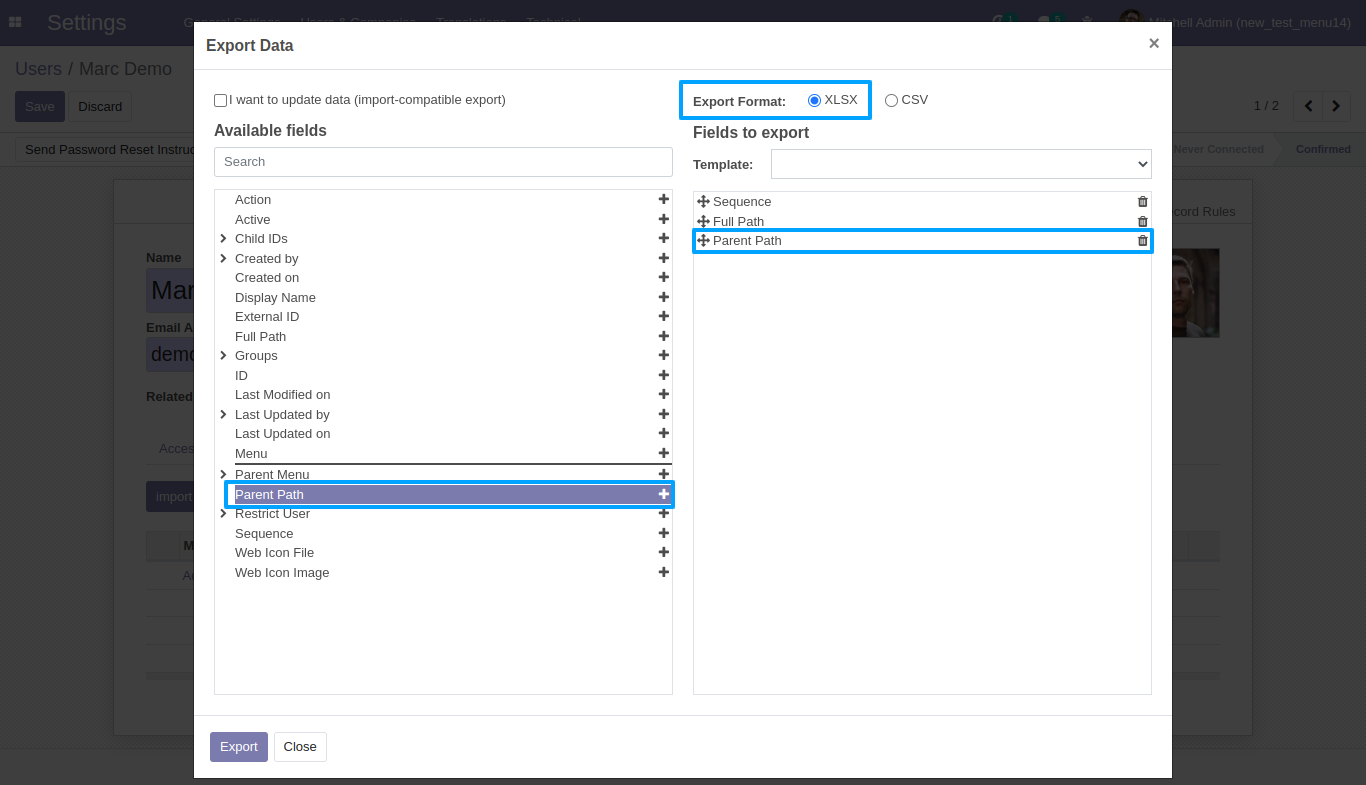 Settings
General Settings Users & Companies Translations Technical
1 5 Mitchell Admin (new_test_menu14)
Export Data ×
Users / Marc Demo
Save Discard
1 / 2
Send Password Reset Instruc
Never Connected Confirmed
I want to update data (import-compatible export)
Export Format: XLSX CSV
Available fields
Fields to export
Search
Template:
Action
Active
Child IDs
Created by
Created on
Display Name
External ID
Full Path
Groups
ID
Last Modified on
Last Updated by
Last Updated on
Menu
Parent Menu
Parent Path
Restrict User
Sequence
Web Icon File
Web Icon Image
Sequence
Full Path
Parent Path
cord Rules
Name
Mar
Email A
demo
Related
Acces
import
M
Export Close